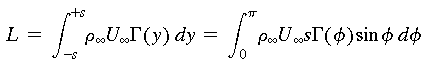 L = ∫_{-s}^{+s} ρ_∞ U_∞ Γ(y) dy = ∫_0^π ρ_∞ U_∞ s Γ(ϕ) sin ϕ dϕ